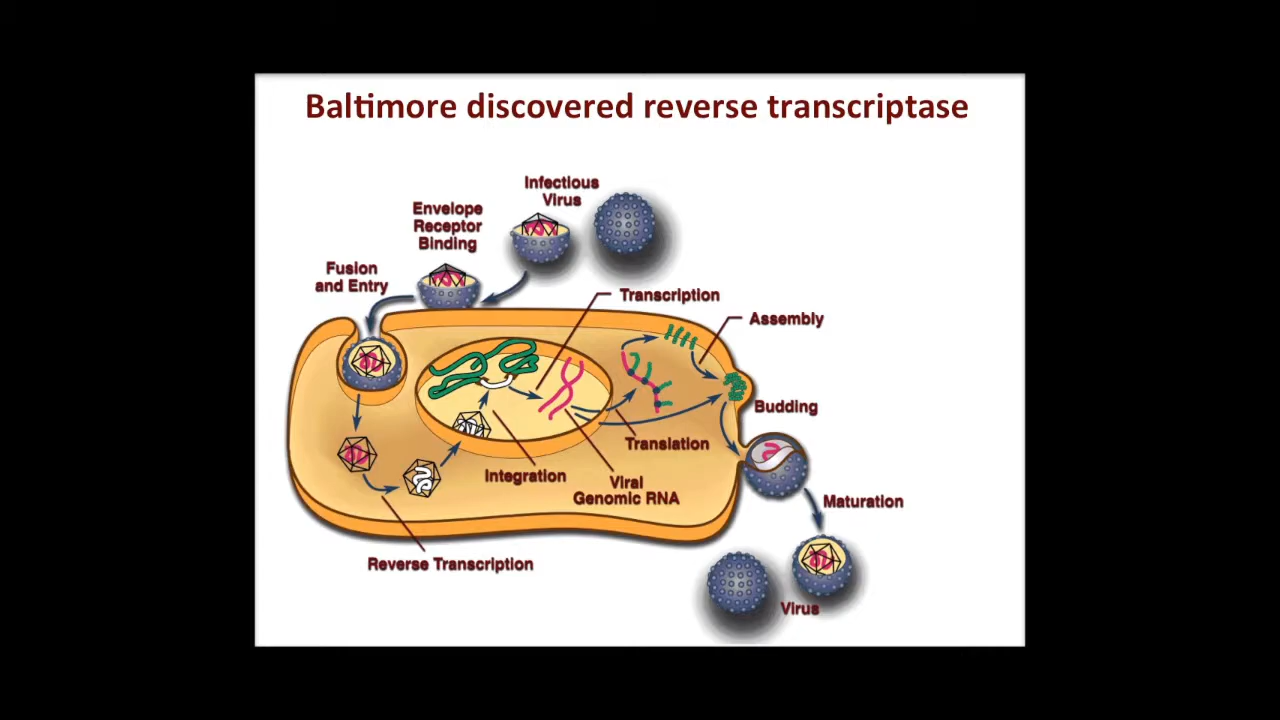 Baltimore discovered reverse transcriptase
Infectious
Virus
Envelope
Receptor
Binding
Fusion
and Entry
Transcription
Assembly
Budding
Translation
Integration
Viral
Genomic RNA
Maturation
Reverse Transcription
Virus